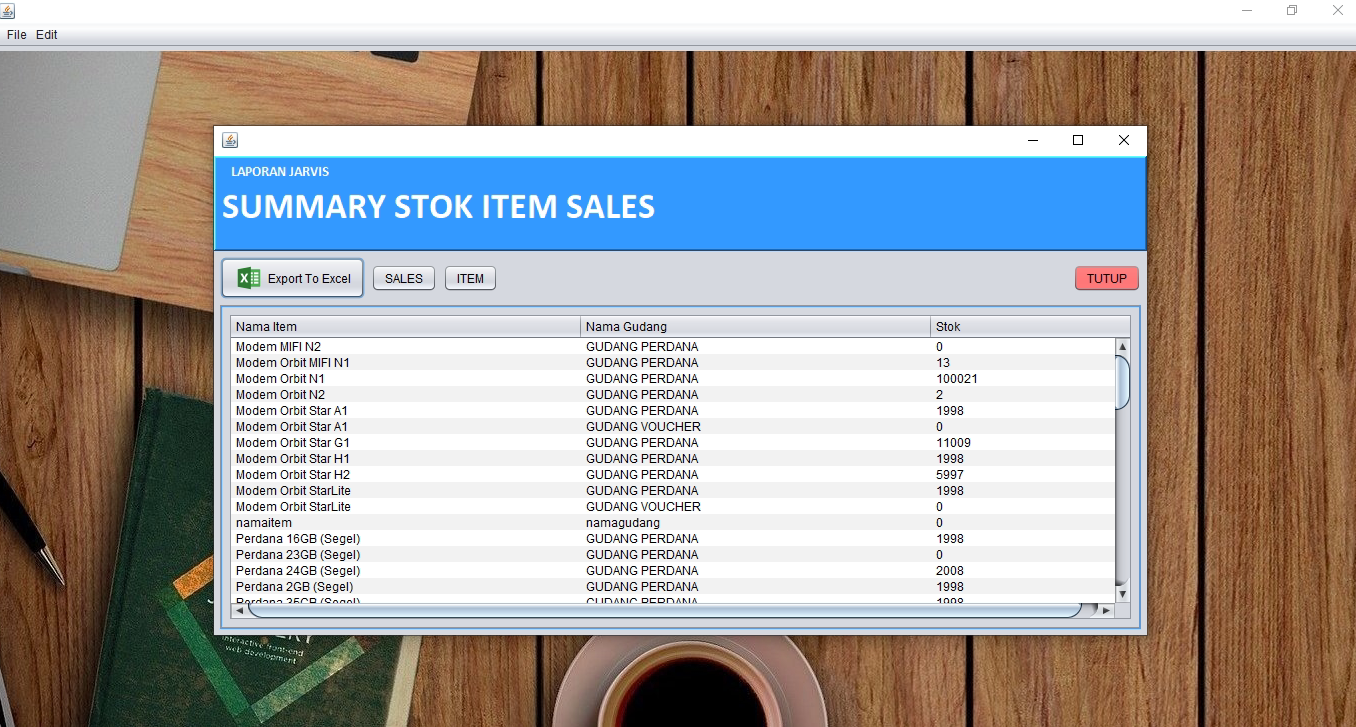 File Edit
LAPORAN JARVIS
SUMMARY STOK ITEM SALES
Export To Excel SALES ITEM TUTUP
Nama Item Nama Gudang Stok
Modem MIFI N2 GUDANG PERDANA 0
Modem Orbit MIFI N1 GUDANG PERDANA 13
Modem Orbit N1 GUDANG PERDANA 100021
Modem Orbit N2 GUDANG PERDANA 2
Modem Orbit Star A1 GUDANG PERDANA 1998
Modem Orbit Star A1 GUDANG VOUCHER 0
Modem Orbit Star G1 GUDANG PERDANA 11009
Modem Orbit Star H1 GUDANG PERDANA 1998
Modem Orbit Star H2 GUDANG PERDANA 5997
Modem Orbit StarLite GUDANG PERDANA 1998
Modem Orbit StarLite GUDANG VOUCHER 0
namaitem namagudang 0
Perdana 16GB (Segel) GUDANG PERDANA 1998
Perdana 23GB (Segel) GUDANG PERDANA 0
Perdana 24GB (Segel) GUDANG PERDANA 2008
Perdana 2GB (Segel) GUDANG PERDANA 1998
Perdana 35GB (Segel) GUDANG PERDANA 1998
interactive front-end
web development